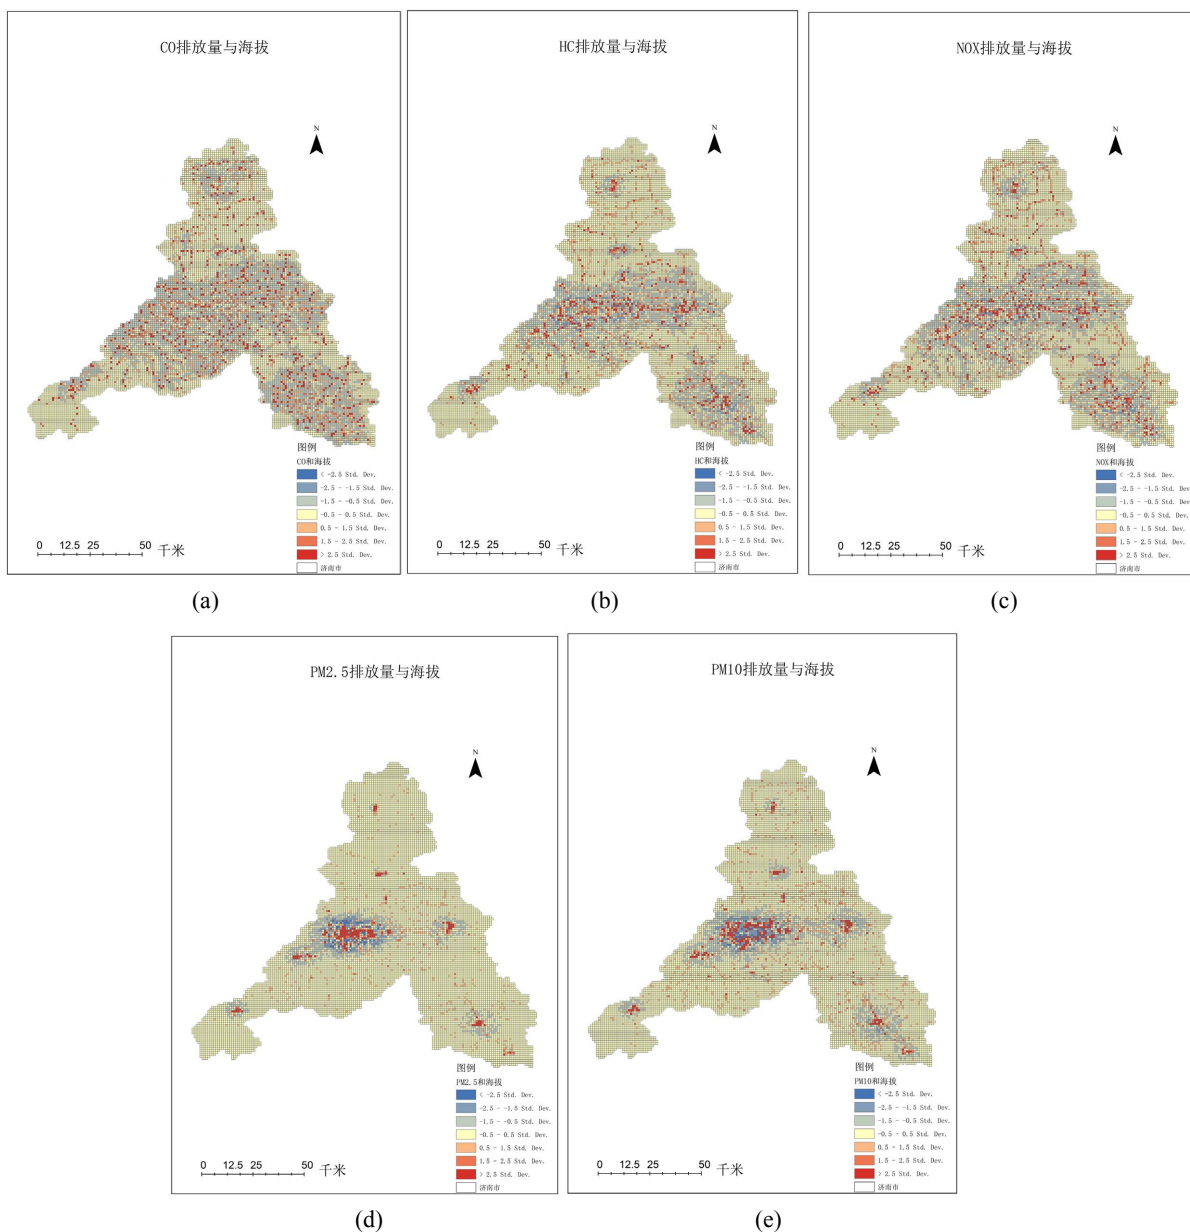 CO排放量与海拔
N
图例
CO和海拔
< -2.5 Std. Dev.
-2.5 - -1.5 Std. Dev.
-1.5 - -0.5 Std. Dev.
-0.5 - 0.5 Std. Dev.
0.5 - 1.5 Std. Dev.
1.5 - 2.5 Std. Dev.
> 2.5 Std. Dev.
济南市
0 12.5 25 50 千米
(a)
HC排放量与海拔
N
图例
HC和海拔
< -2.5 Std. Dev.
-2.5 - -1.5 Std. Dev.
-1.5 - -0.5 Std. Dev.
-0.5 - 0.5 Std. Dev.
0.5 - 1.5 Std. Dev.
1.5 - 2.5 Std. Dev.
> 2.5 Std. Dev.
济南市
0 12.5 25 50 千米
(b)
NOX排放量与海拔
N
图例
NOX和海拔
< -2.5 Std. Dev.
-2.5 - -1.5 Std. Dev.
-1.5 - -0.5 Std. Dev.
-0.5 - 0.5 Std. Dev.
0.5 - 1.5 Std. Dev.
1.5 - 2.5 Std. Dev.
> 2.5 Std. Dev.
济南市
0 12.5 25 50 千米
(c)
PM2.5排放量与海拔
N
图例
PM2.5和海拔
< -2.5 Std. Dev.
-2.5 - -1.5 Std. Dev.
-1.5 - -0.5 Std. Dev.
-0.5 - 0.5 Std. Dev.
0.5 - 1.5 Std. Dev.
1.5 - 2.5 Std. Dev.
> 2.5 Std. Dev.
济南市
0 12.5 25 50 千米
(d)
PM10排放量与海拔
N
图例
PM10和海拔
< -2.5 Std. Dev.
-2.5 - -1.5 Std. Dev.
-1.5 - -0.5 Std. Dev.
-0.5 - 0.5 Std. Dev.
0.5 - 1.5 Std. Dev.
1.5 - 2.5 Std. Dev.
> 2.5 Std. Dev.
济南市
0 12.5 25 50 千米
(e)